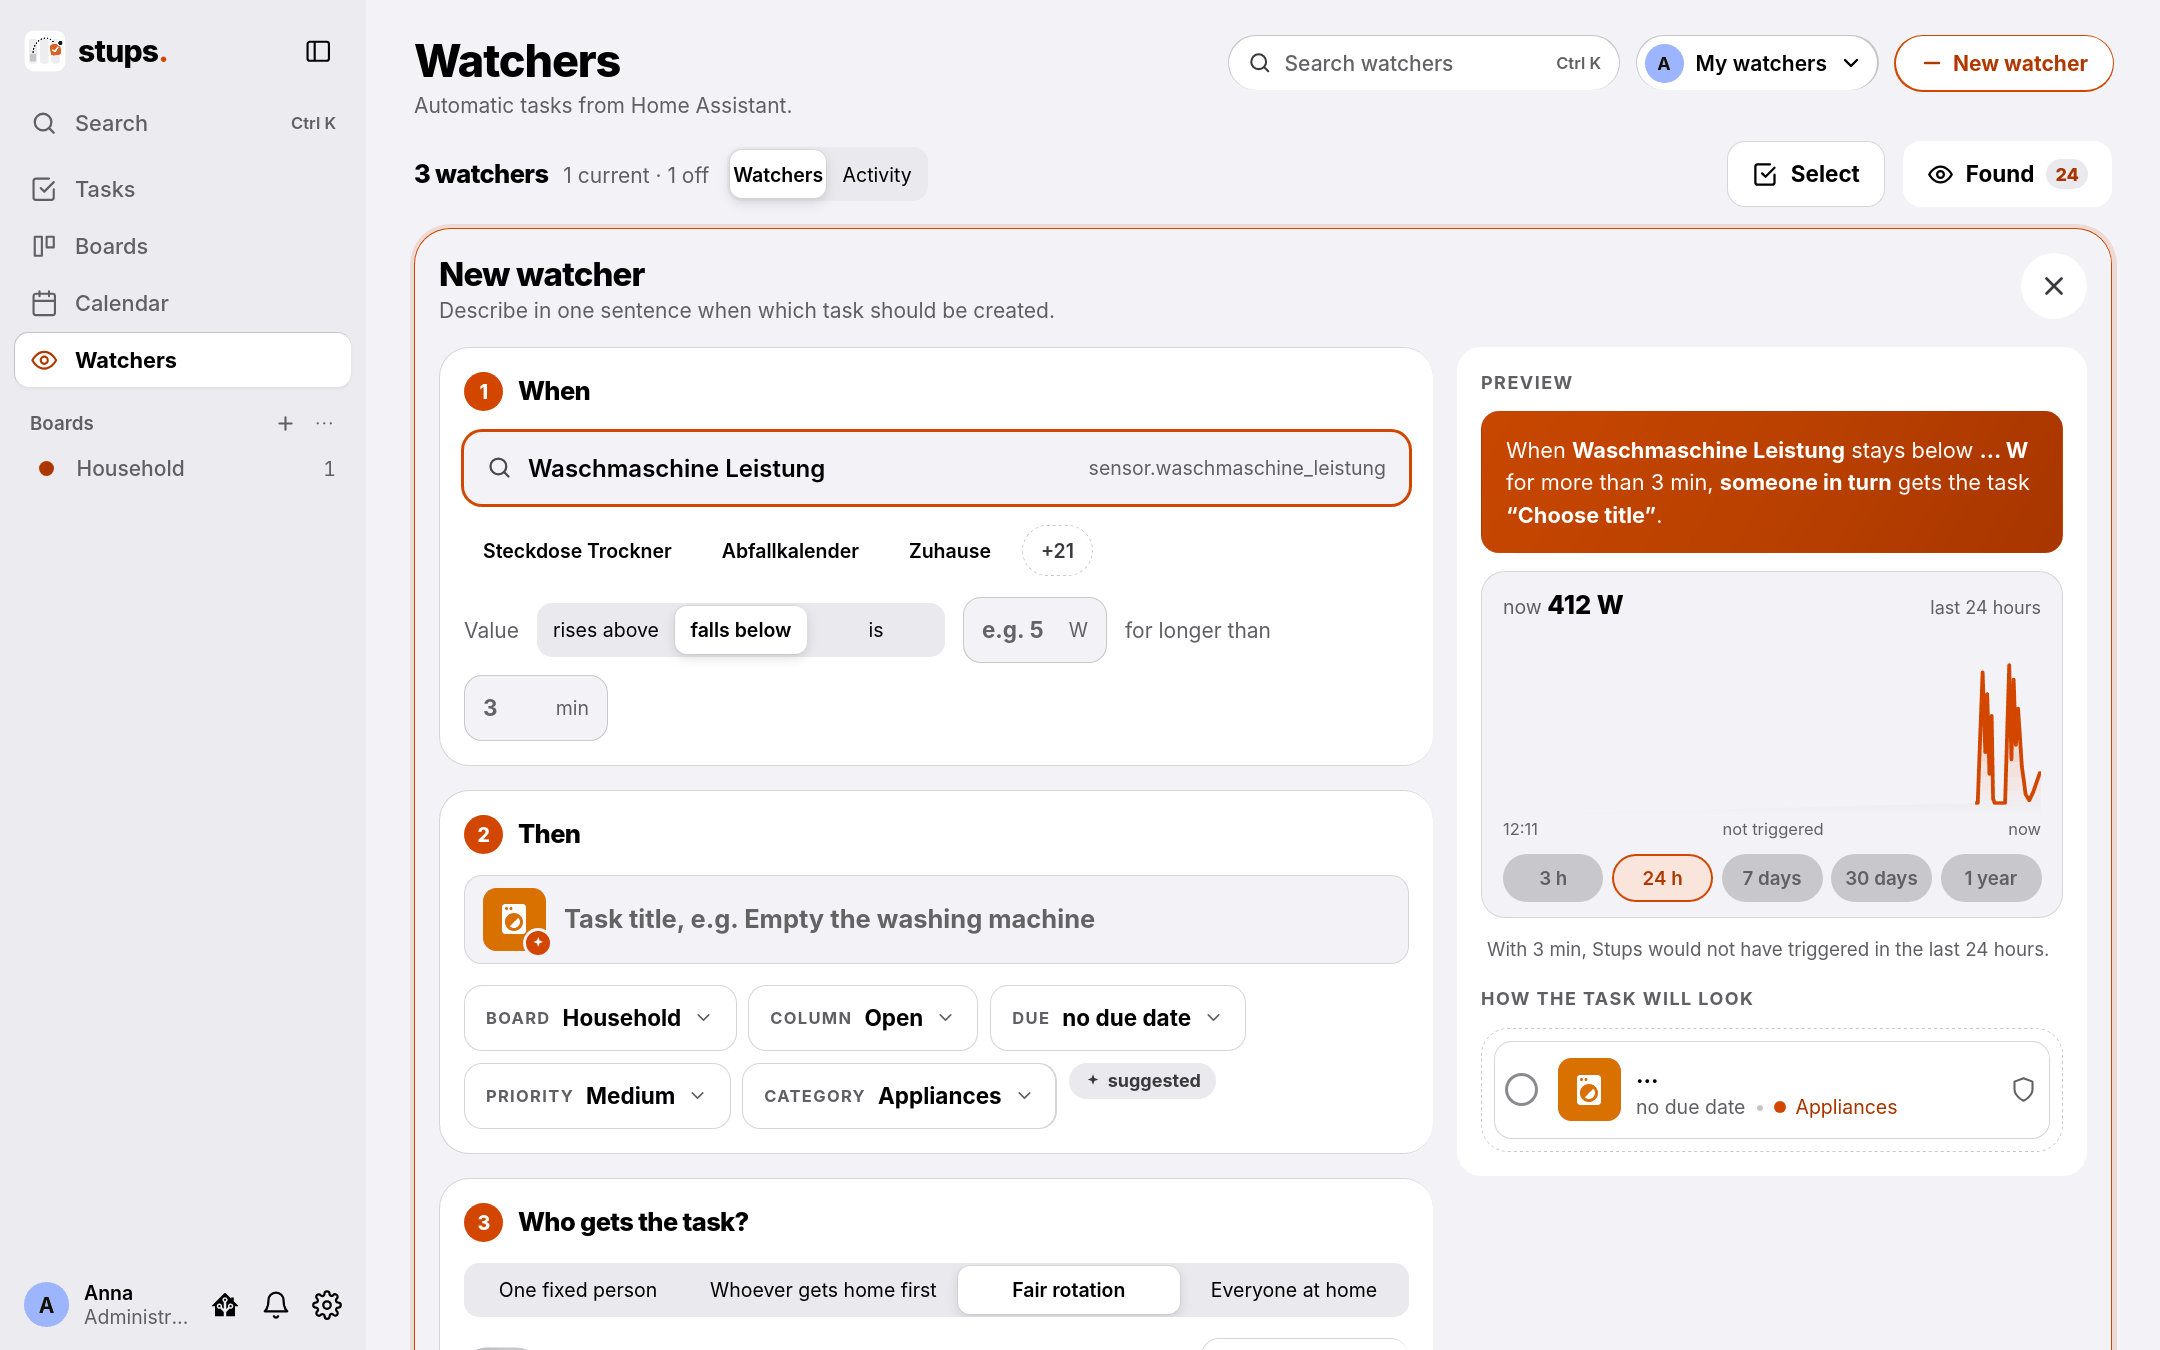 stups.
Search Ctrl K
Tasks
Boards
Calendar
Watchers
Boards
Household 1
A Anna
Administr...
Watchers
Automatic tasks from Home Assistant.
Search watchers Ctrl K
A My watchers
New watcher
3 watchers 1 current · 1 off Watchers Activity
Select
Found 24
New watcher
Describe in one sentence when which task should be created.
1 When
Waschmaschine Leistung sensor.waschmaschine_leistung
Steckdose Trockner Abfallkalender Zuhause +21
Value rises above falls below is e.g. 5 W for longer than
3 min
2 Then
Task title, e.g. Empty the washing machine
BOARD Household COLUMN Open DUE no due date
PRIORITY Medium CATEGORY Appliances suggested
3 Who gets the task?
One fixed person Whoever gets home first Fair rotation Everyone at home
PREVIEW
When Waschmaschine Leistung stays below ... W
for more than 3 min, someone in turn gets the task
“Choose title”.
now 412 W last 24 hours
12:11 not triggered now
3 h 24 h 7 days 30 days 1 year
With 3 min, Stups would not have triggered in the last 24 hours.
HOW THE TASK WILL LOOK
...
no due date • Appliances